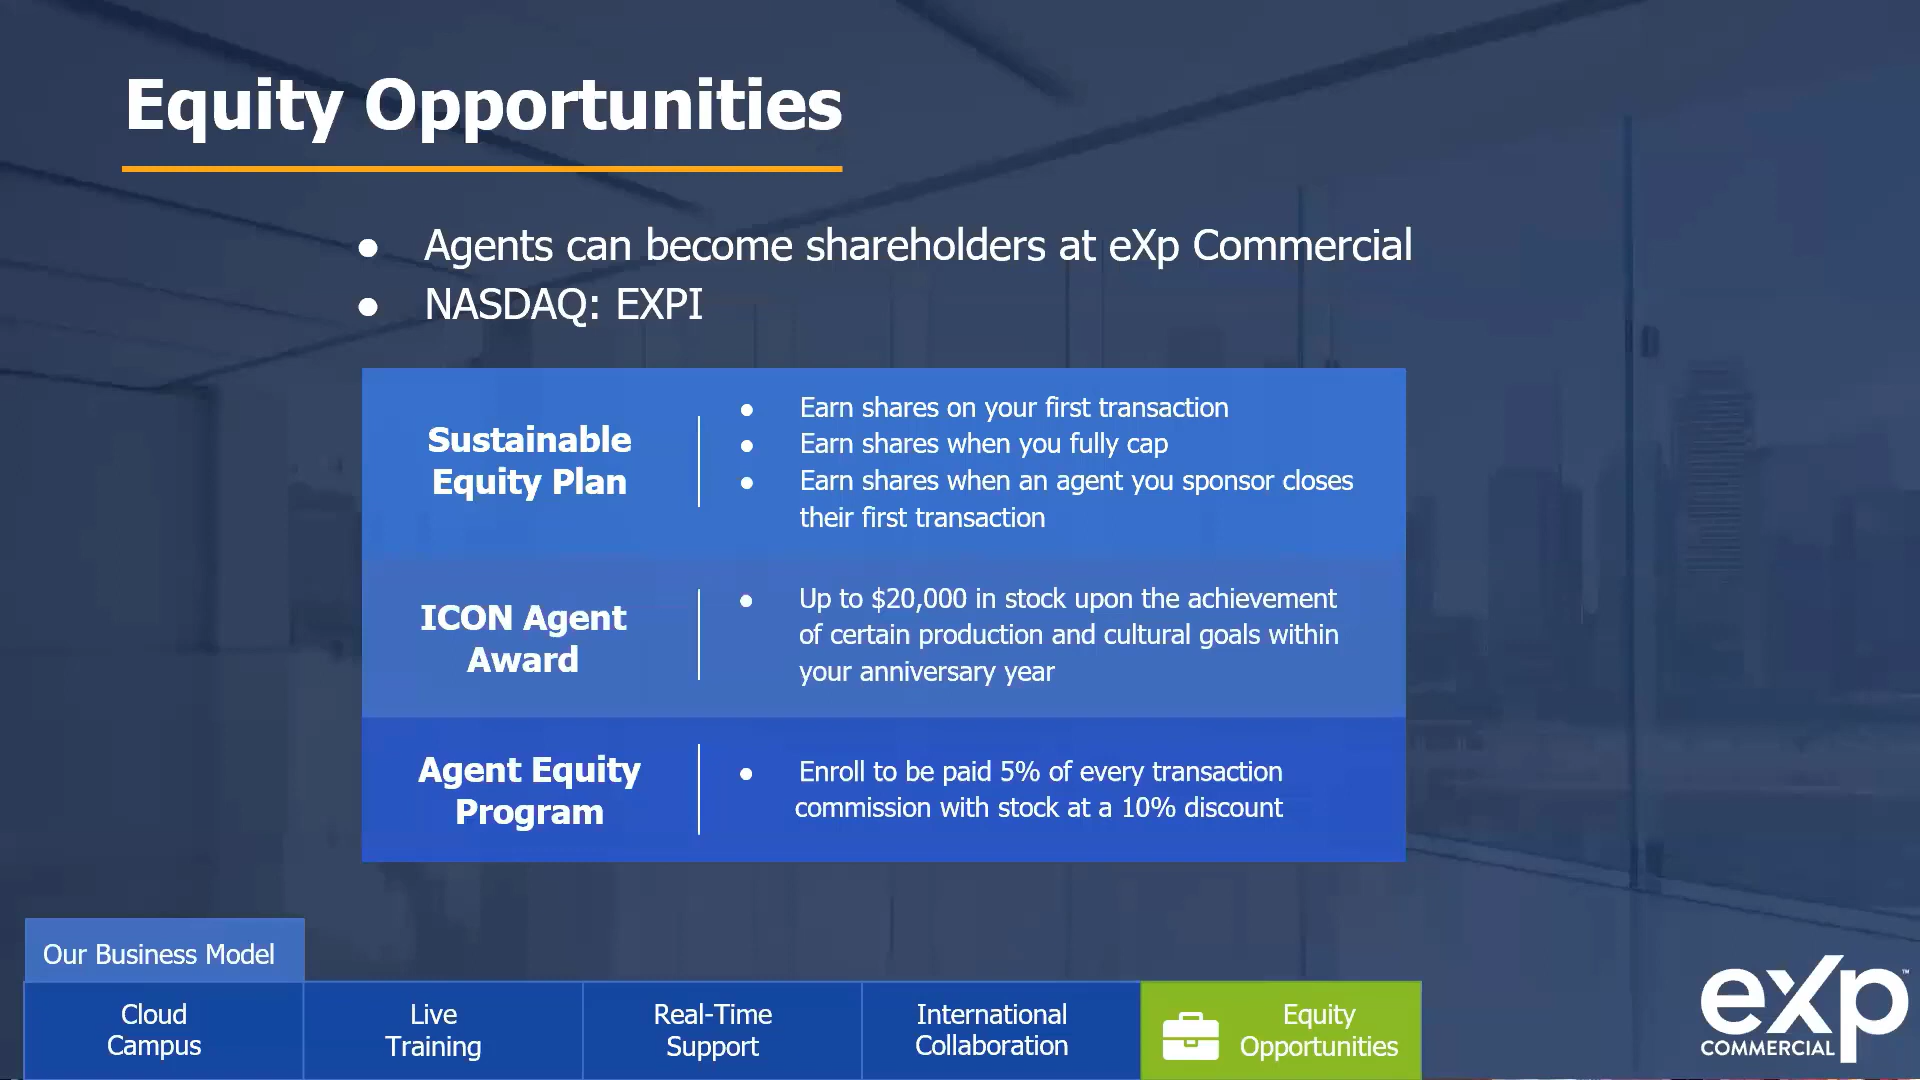 Equity Opportunities
● Agents can become shareholders at eXp Commercial
● NASDAQ: EXPI
Sustainable
Equity Plan
● Earn shares on your first transaction
● Earn shares when you fully cap
● Earn shares when an agent you sponsor closes
their first transaction
ICON Agent
Award
● Up to $20,000 in stock upon the achievement
of certain production and cultural goals within
your anniversary year
Agent Equity
Program
● Enroll to be paid 5% of every transaction
commission with stock at a 10% discount
Our Business Model
Cloud
Campus
Live
Training
Real-Time
Support
International
Collaboration
Equity
Opportunities
eXp™
COMMERCIAL